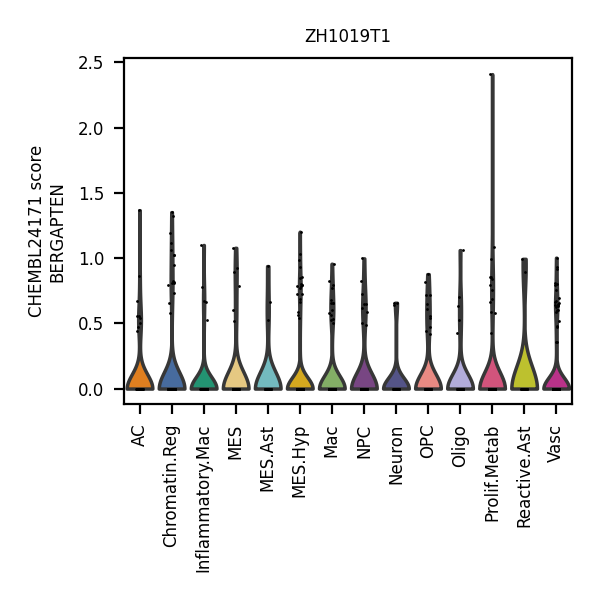 ZH1019T1
CHEMBL24171 score
BERGAPTEN
2.5
2.0
1.5
1.0
0.5
0.0
AC
Chromatin.Reg
Inflammatory.Mac
MES
MES.Ast
MES.Hyp
Mac
NPC
Neuron
OPC
Oligo
Prolif.Metab
Reactive.Ast
Vasc